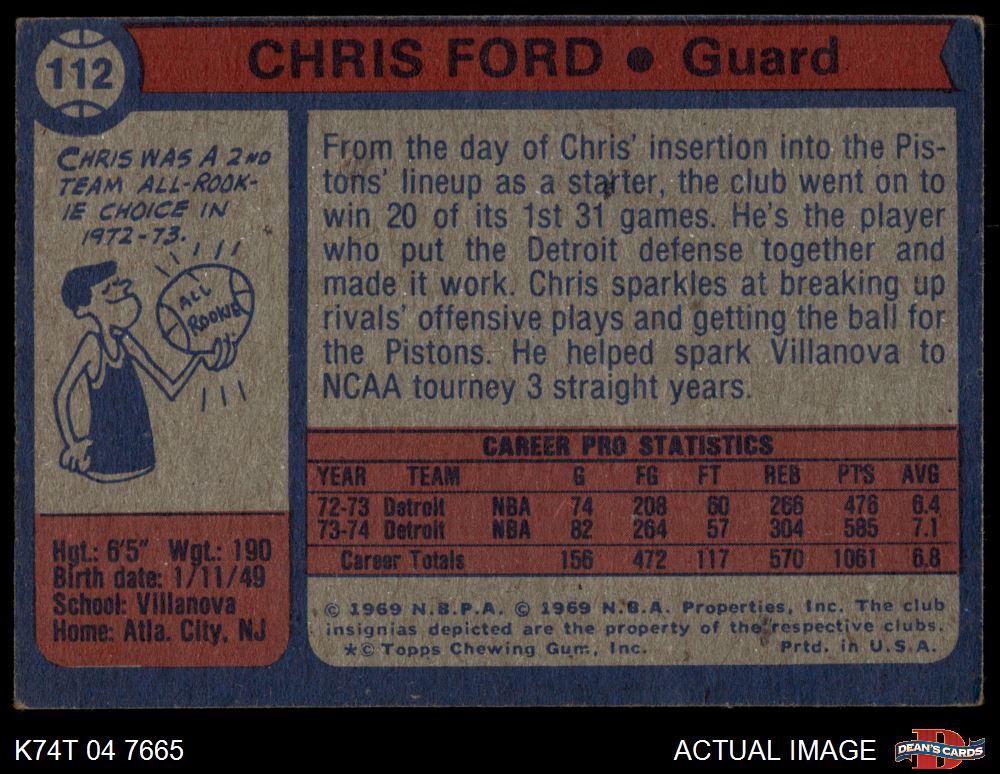 112
CHRIS FORD • Guard
CHRIS WAS A 2ND
TEAM ALL-ROOK-
IE CHOICE IN
1972-73.
ALL
ROOKIE
From the day of Chris' insertion into the Pis-
tons' lineup as a starter, the club went on to
win 20 of its 1st 31 games. He's the player
who put the Detroit defense together and
made it work. Chris sparkles at breaking up
rivals' offensive plays and getting the ball for
the Pistons. He helped spark Villanova to
NCAA tourney 3 straight years.
CAREER PRO STATISTICS
YEAR TEAM G FG FT REB PTS AVG
72-73 Detroit NBA 74 208 60 266 476 6.4
73-74 Detroit NBA 82 264 57 304 585 7.1
Career Totals 156 472 117 570 1061 6.8
Hgt.: 6'5" Wgt.: 190
Birth date: 1/11/49
School: Villanova
Home: Atla. City, NJ
© 1969 N.B.P.A. © 1969 N.B.A. Properties, Inc. The club
insignias depicted are the property of the respective clubs.
*© Topps Chewing Gum, Inc. Prtd. in U.S.A.
K74T 04 7665
ACTUAL IMAGE
DEAN'S CARDS